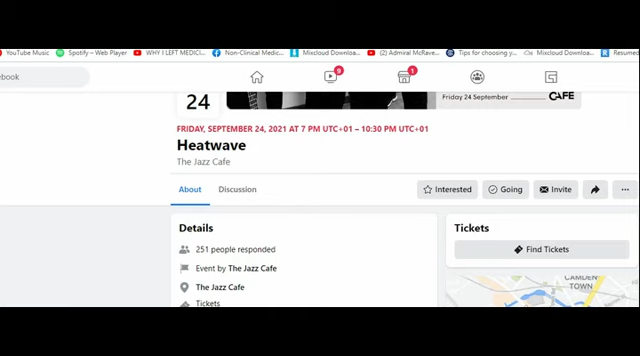 YouTube Music
Spotify – Web Player
WHY I LEFT MEDICI...
Non-Clinical Medic...
Mixcloud Downloa...
(2) Admiral McRave...
Tips for choosing y...
Mixcloud Downloa...
Resumed
ebook
9
1
24
Friday 24 September
CAFE
FRIDAY, SEPTEMBER 24, 2021 AT 7 PM UTC+01 – 10:30 PM UTC+01
Heatwave
The Jazz Cafe
About
Discussion
Interested
Going
Invite
Details
251 people responded
Event by The Jazz Cafe
The Jazz Cafe
Tickets
Tickets
Find Tickets
CAMDEN
TOWN